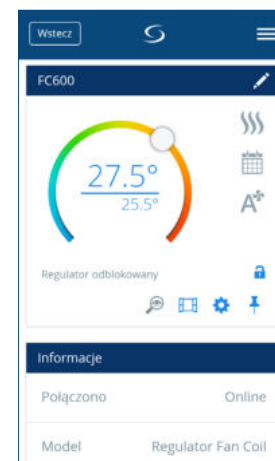 Wstecz
FC600
27.5°
25.5°
A
Regulator odblokowany
Informacje
Połączono Online
Model Regulator Fan Coil